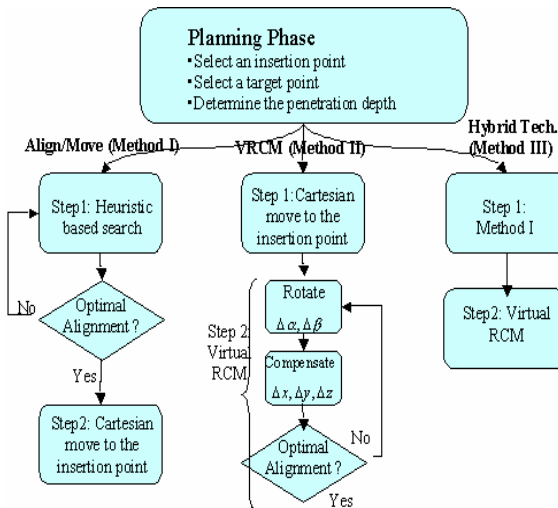 Planning Phase
•Select an insertion point
•Select a target point
•Determine the penetration depth
Align/Move (Method I)
VRCM (Method II)
Hybrid Tech.
(Method III)
Step1: Heuristic
based search
No
Optimal
Alignment ?
Yes
Step2: Cartesian
move to the
insertion point
Step 1:Cartesian
move to the
insertion point
Step 2:
Virtual
RCM
Rotate
Δα,Δβ
Compensate
Δx,Δy,Δz
Optimal
Alignment ?
No
Yes
Step 1:
Method I
Step2: Virtual
RCM